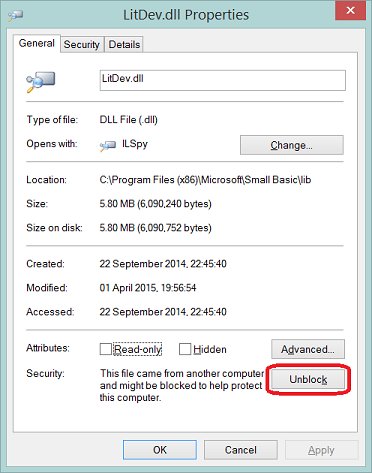 LitDev.dll Properties
General Security Details
LitDev.dll
Type of file: DLL File (.dll)
Opens with: ILSpy Change...
Location: C:\Program Files (x86)\Microsoft\Small Basic\lib
Size: 5.80 MB (6,090,240 bytes)
Size on disk: 5.80 MB (6,090,752 bytes)
Created: 22 September 2014, 22:45:40
Modified: 01 April 2015, 19:56:54
Accessed: 22 September 2014, 22:45:40
Attributes: Read-only Hidden Advanced...
Security: This file came from another computer
and might be blocked to help protect Unblock
this computer.
OK Cancel Apply